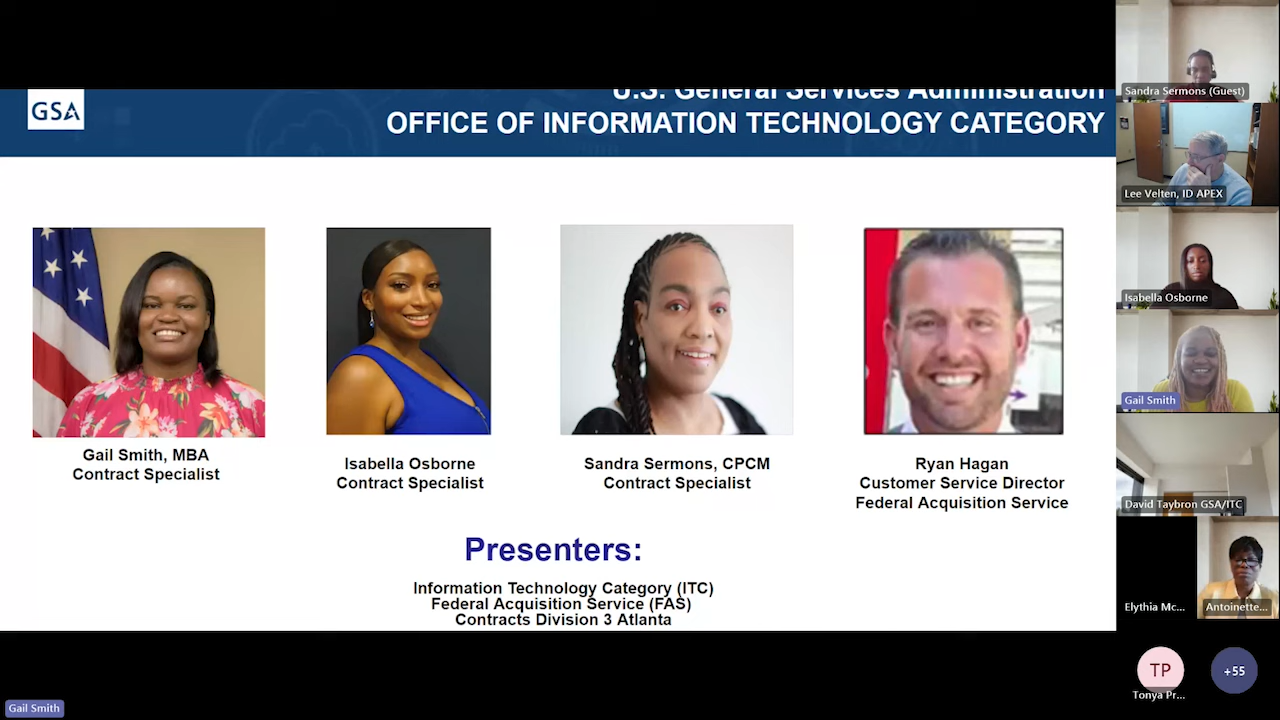 GSA
U.S. General Services Administration
OFFICE OF INFORMATION TECHNOLOGY CATEGORY
Gail Smith, MBA
Contract Specialist
Isabella Osborne
Contract Specialist
Sandra Sermons, CPCM
Contract Specialist
Ryan Hagan
Customer Service Director
Federal Acquisition Service
Presenters:
Information Technology Category (ITC)
Federal Acquisition Service (FAS)
Contracts Division 3 Atlanta
Sandra Sermons (Guest)
Lee Velten, ID APEX
Isabella Osborne
Gail Smith
David Taybron GSA/ITC
Elythia Mc...
Antoinette...
TP
Tonya Pr...
+55
Gail Smith